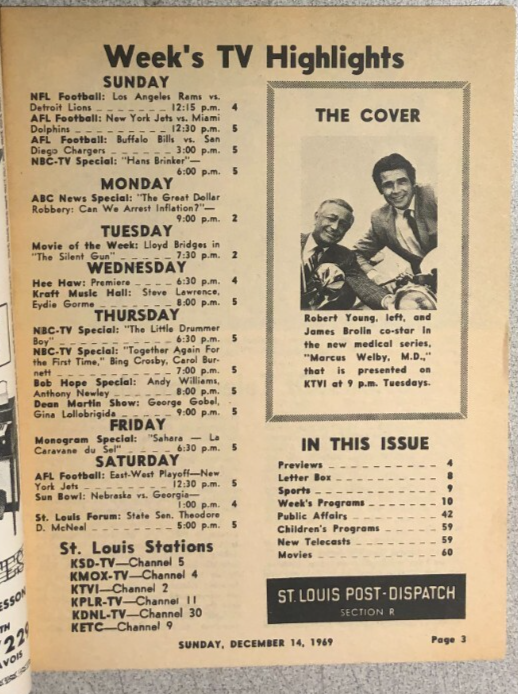 Week's TV Highlights
SUNDAY
NFL Football: Los Angeles Rams vs.
Detroit Lions _ _ _ _ _ _ _ 12:15 p.m. 4
AFL Football: New York Jets vs. Miami
Dolphins _ _ _ _ _ _ _ _ 12:30 p.m. 5
AFL Football: Buffalo Bills vs. San
Diego Chargers _ _ _ _ _ 3:00 p.m. 5
NBC-TV Special: "Hans Brinker"—
6:00 p.m. 5
MONDAY
ABC News Special: "The Great Dollar
Robbery: Can We Arrest Inflation?"—
9:00 p.m. 2
TUESDAY
Movie of the Week: Lloyd Bridges in
"The Silent Gun" _ _ _ _ 7:30 p.m. 2
WEDNESDAY
Hee Haw: Premiere _ _ _ _ 6:30 p.m. 4
Kraft Music Hall: Steve Lawrence,
Eydie Gorme _ _ _ _ _ _ 8:00 p.m. 5
THURSDAY
NBC-TV Special: "The Little Drummer
Boy" _ _ _ _ _ _ _ _ _ 6:30 p.m. 5
NBC-TV Special: "Together Again For
the First Time," Bing Crosby, Carol Bur-
nett _ _ _ _ _ _ _ _ _ 7:00 p.m. 5
Bob Hope Special: Andy Williams,
Anthony Newley _ _ _ _ _ 8:00 p.m. 5
Dean Martin Show: George Gobel,
Gina Lollobrigida _ _ _ _ 9:00 p.m. 5
FRIDAY
Monogram Special: "Sahara — La
Caravane du Sel" _ _ _ _ 6:30 p.m. 5
SATURDAY
AFL Football: East-West Playoff—New
York Jets _ _ _ _ _ _ _ 12:30 p.m. 5
Sun Bowl: Nebraska vs. Georgia—
1:00 p.m. 4
St. Louis Forum: State Sen. Theodore
D. McNeal _ _ _ _ _ _ _ 5:00 p.m. 5
St. Louis Stations
KSD-TV—Channel 5
KMOX-TV—Channel 4
KTVI—Channel 2
KPLR-TV—Channel 11
KDNL-TV—Channel 30
KETC—Channel 9
THE COVER
Robert Young, left, and
James Brolin co-star in
the new medical series,
"Marcus Welby, M.D.,"
that is presented on
KTVI at 9 p.m. Tuesdays.
IN THIS ISSUE
Previews _ _ _ _ _ _ _ _ _ 4
Letter Box _ _ _ _ _ _ _ _ 8
Sports _ _ _ _ _ _ _ _ _ _ 9
Week's Programs _ _ _ _ _ 10
Public Affairs _ _ _ _ _ _ 42
Children's Programs _ _ _ _ 59
New Telecasts _ _ _ _ _ _ 59
Movies _ _ _ _ _ _ _ _ _ 60
ST. LOUIS POST-DISPATCH
SECTION R
SUNDAY, DECEMBER 14, 1969 Page 3